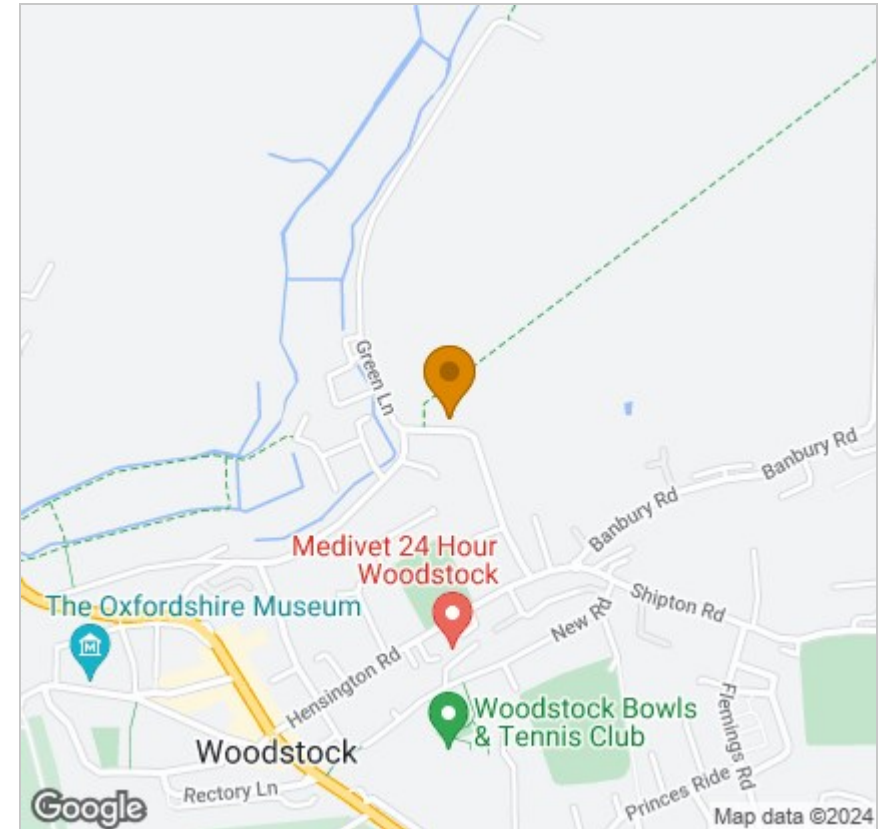 Green Ln
Banbury Rd
Banbury Rd
Medivet 24 Hour
Woodstock
The Oxfordshire Museum
Shipton Rd
New Rd
Hensington Rd
Flemings Rd
Woodstock Bowls
& Tennis Club
Woodstock
Rectory Ln
Princes Ride
Google
Map data ©2024